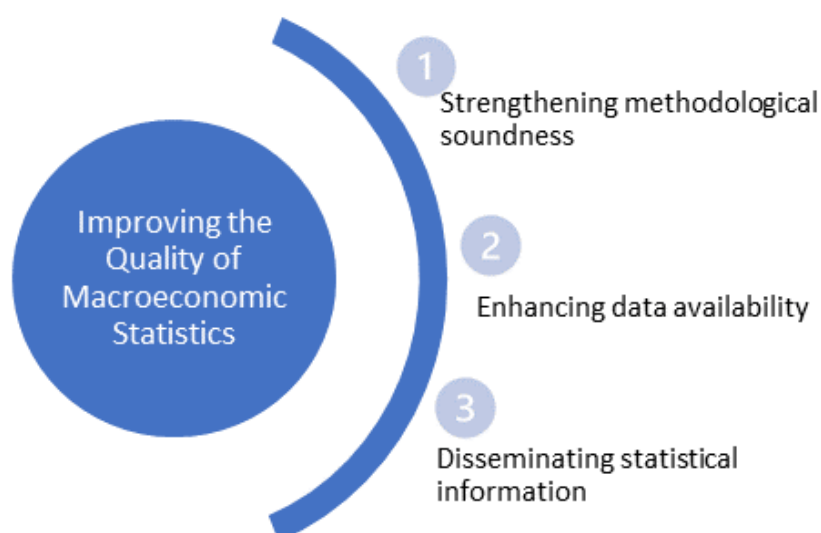 Improving the
Quality of
Macroeconomic
Statistics
1
Strengthening methodological
soundness
2
Enhancing data availability
3
Disseminating statistical
information